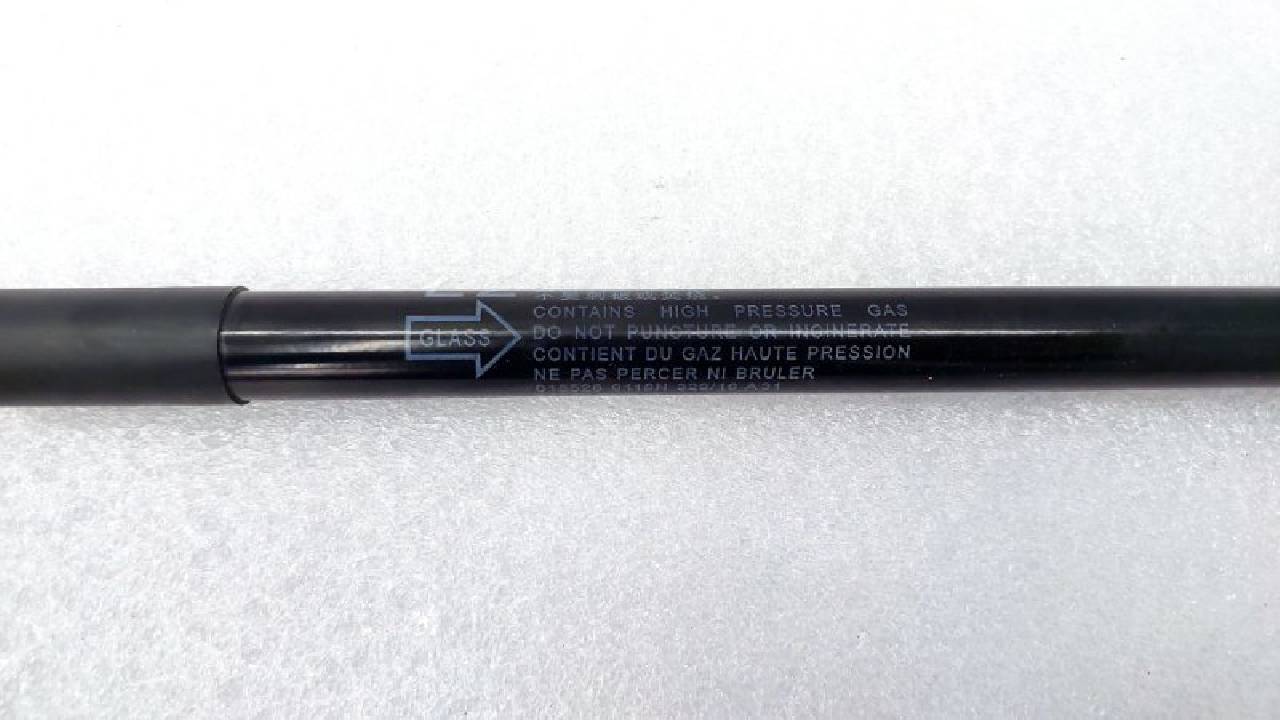 GLASS
CONTAINS HIGH PRESSURE GAS
DO NOT PUNCTURE OR INCINERATE
CONTIENT DU GAZ HAUTE PRESSION
NE PAS PERCER NI BRULER